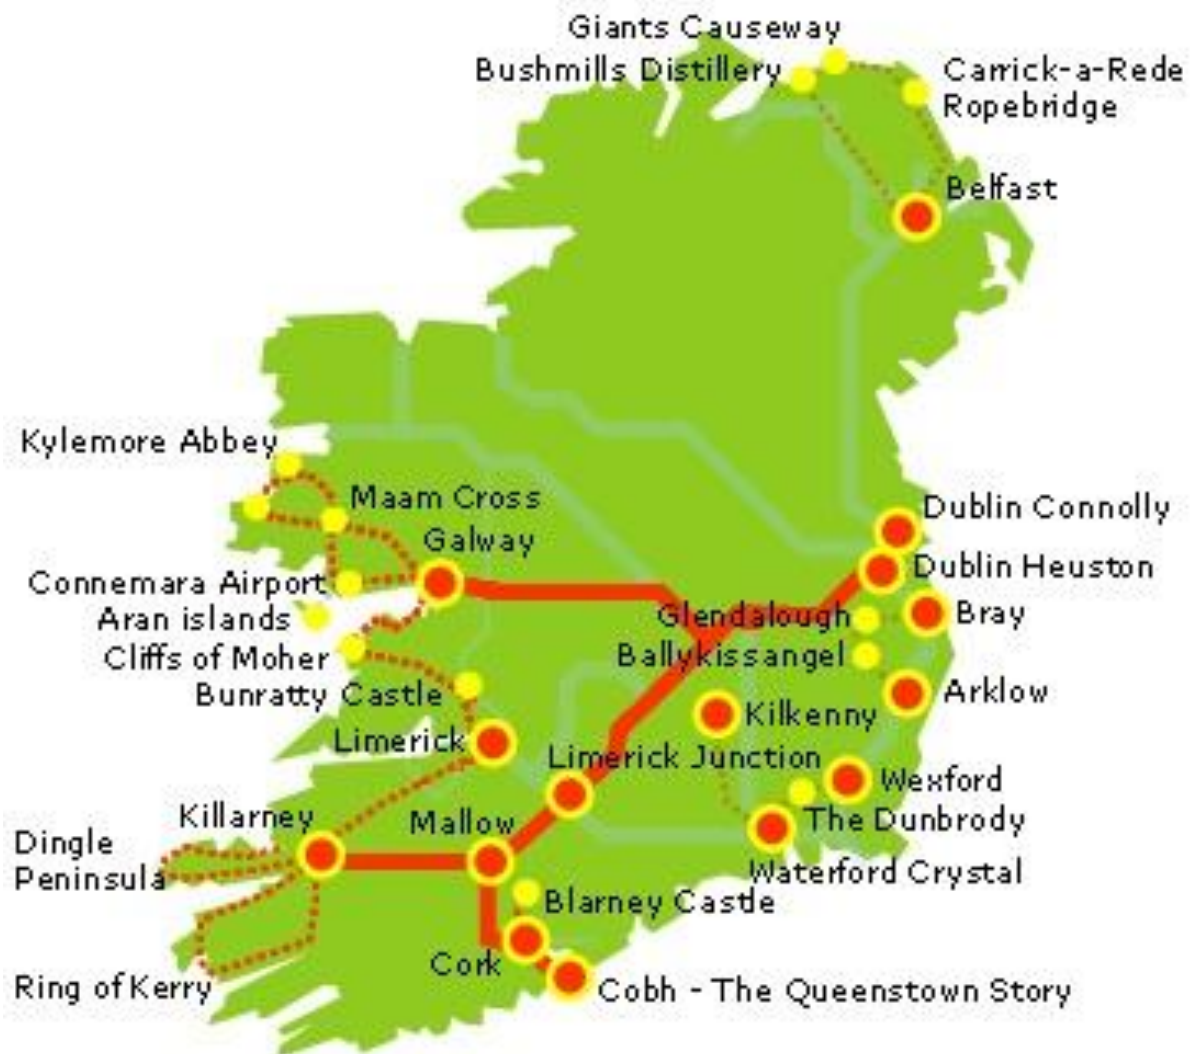 Giants Causeway
Bushmills Distillery
Carrick-a-Rede
Ropebridge
Belfast
Kylemore Abbey
Maam Cross
Dublin Connolly
Galway
Dublin Heuston
Connemara Airport
Aran islands
Glendalough
Bray
Cliffs of Moher
Ballykissangel
Bunratty Castle
Arklow
Kilkenny
Limerick
Limerick Junction
Wexford
Killarney
Mallow
The Dunbrody
Dingle
Peninsula
Waterford Crystal
Blarney Castle
Cork
Ring of Kerry
Cobh - The Queenstown Story